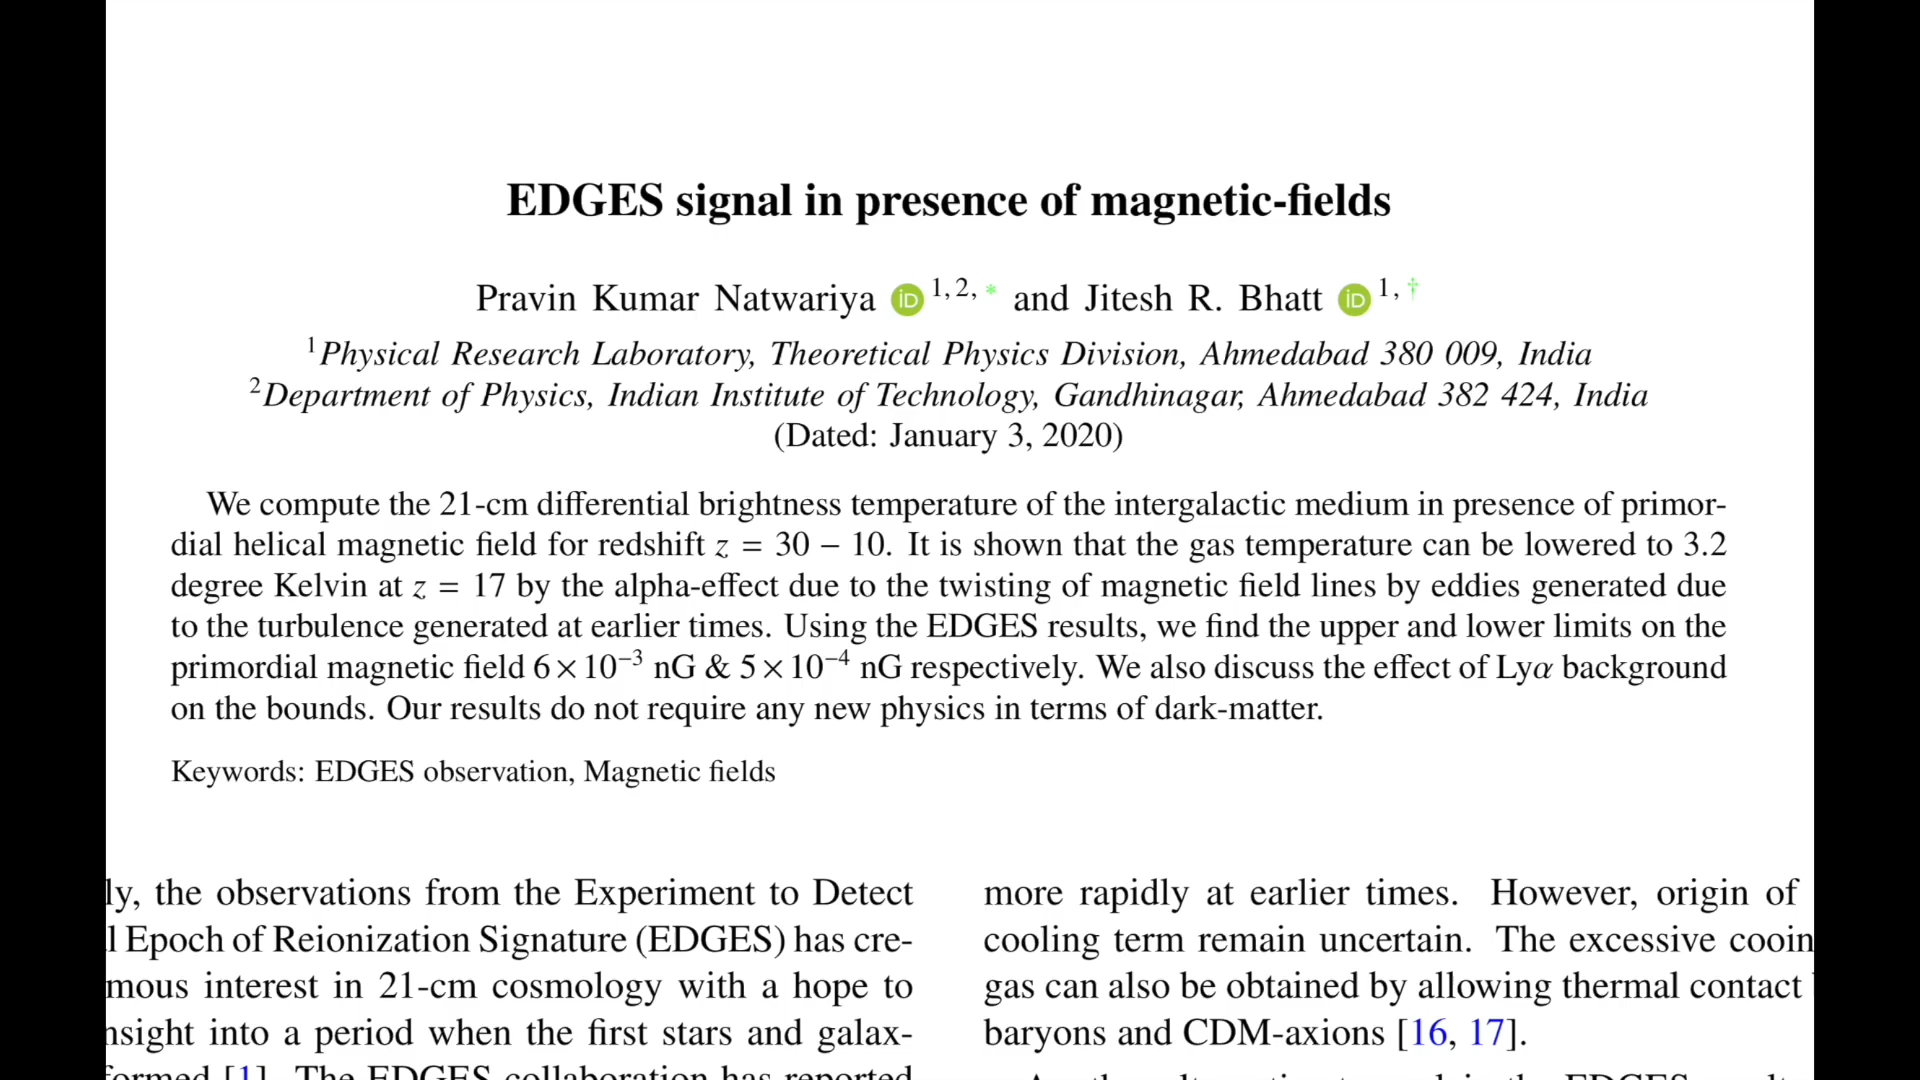 EDGES signal in presence of magnetic-fields
Pravin Kumar Natwariya iD 1, 2, * and Jitesh R. Bhatt iD 1, †
1Physical Research Laboratory, Theoretical Physics Division, Ahmedabad 380 009, India
2Department of Physics, Indian Institute of Technology, Gandhinagar, Ahmedabad 382 424, India
(Dated: January 3, 2020)
We compute the 21-cm differential brightness temperature of the intergalactic medium in presence of primor-
dial helical magnetic field for redshift z = 30 − 10. It is shown that the gas temperature can be lowered to 3.2
degree Kelvin at z = 17 by the alpha-effect due to the twisting of magnetic field lines by eddies generated due
to the turbulence generated at earlier times. Using the EDGES results, we find the upper and lower limits on the
primordial magnetic field 6×10−3 nG & 5×10−4 nG respectively. We also discuss the effect of Lyα background
on the bounds. Our results do not require any new physics in terms of dark-matter.
Keywords: EDGES observation, Magnetic fields
ly, the observations from the Experiment to Detect
l Epoch of Reionization Signature (EDGES) has cre-
mous interest in 21-cm cosmology with a hope to
nsight into a period when the first stars and galax-
formed [1]. The EDGES collaboration has reported
more rapidly at earlier times. However, origin of
cooling term remain uncertain. The excessive cooin
gas can also be obtained by allowing thermal contact
baryons and CDM-axions [16, 17].